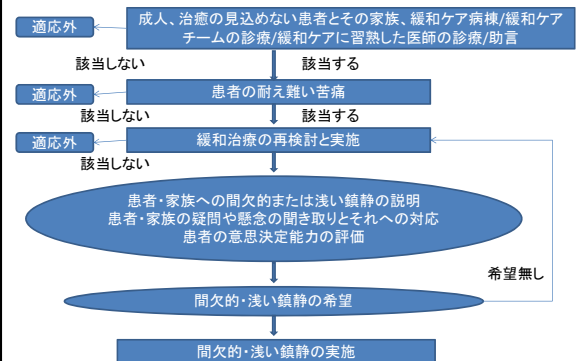 成人、治癒の見込めない患者とその家族、緩和ケア病棟/緩和ケア
チームの診療/緩和ケアに習熟した医師の診療/助言
適応外
該当しない
該当する
適応外
患者の耐え難い苦痛
該当しない
該当する
適応外
緩和治療の再検討と実施
該当しない
患者・家族への間欠的または浅い鎮静の説明
患者・家族の疑問や懸念の聞き取りとそれへの対応
患者の意思決定能力の評価
希望無し
間欠的・浅い鎮静の希望
間欠的・浅い鎮静の実施